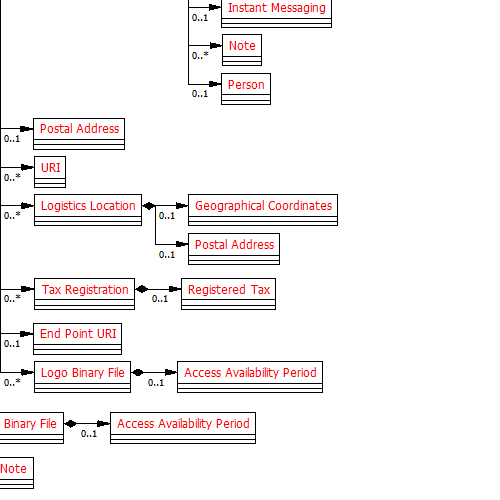 Instant Messaging
0..1
Note
0..*
Person
0..1
Postal Address
0..1
URI
0..*
Logistics Location
0..*
Geographical Coordinates
0..1
Postal Address
0..1
Tax Registration
0..*
Registered Tax
0..1
End Point URI
0..1
Logo Binary File
0..*
Access Availability Period
0..1
Binary File
Access Availability Period
0..1
Note